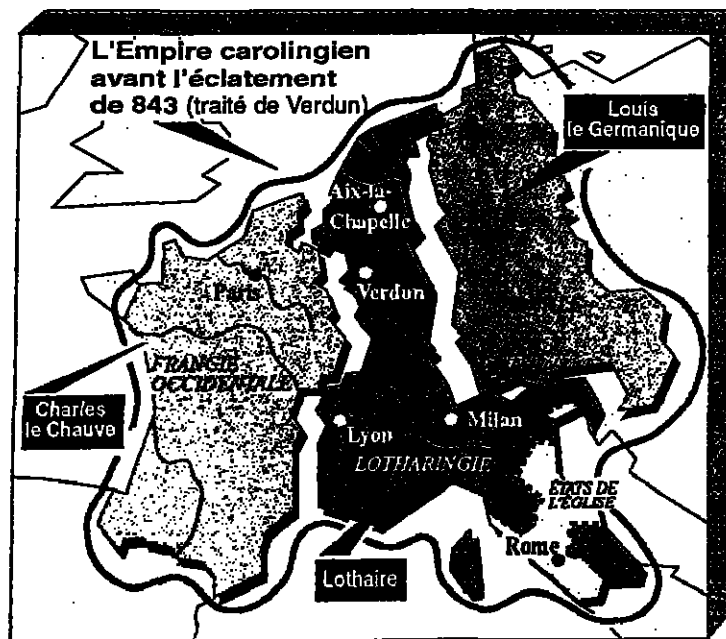 L'Empire carolingien
avant l'éclatement
de 843 (traité de Verdun)
Louis
le Germanique
Aix-la-
Chapelle
Paris
Verdun
FRANCIE
OCCIDENTALE
Charles
le Chauve
Lyon
Milan
LOTHARINGIE
ÉTATS DE
L'ÉGLISE
Rome
Lothaire